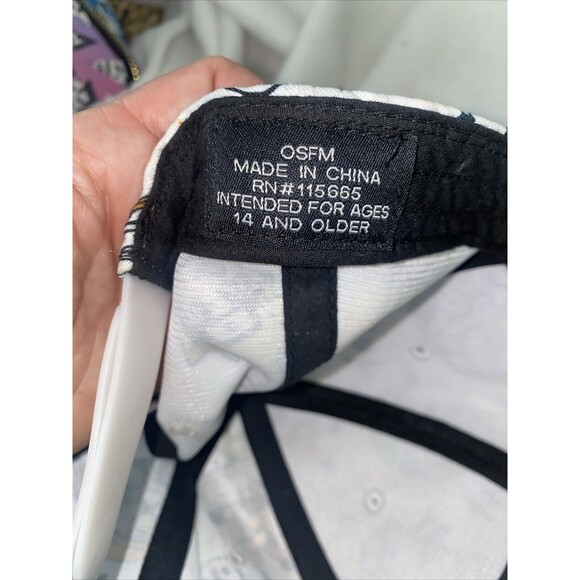 OSFM
MADE IN CHINA
RN#115665
INTENDED FOR AGES
14 AND OLDER